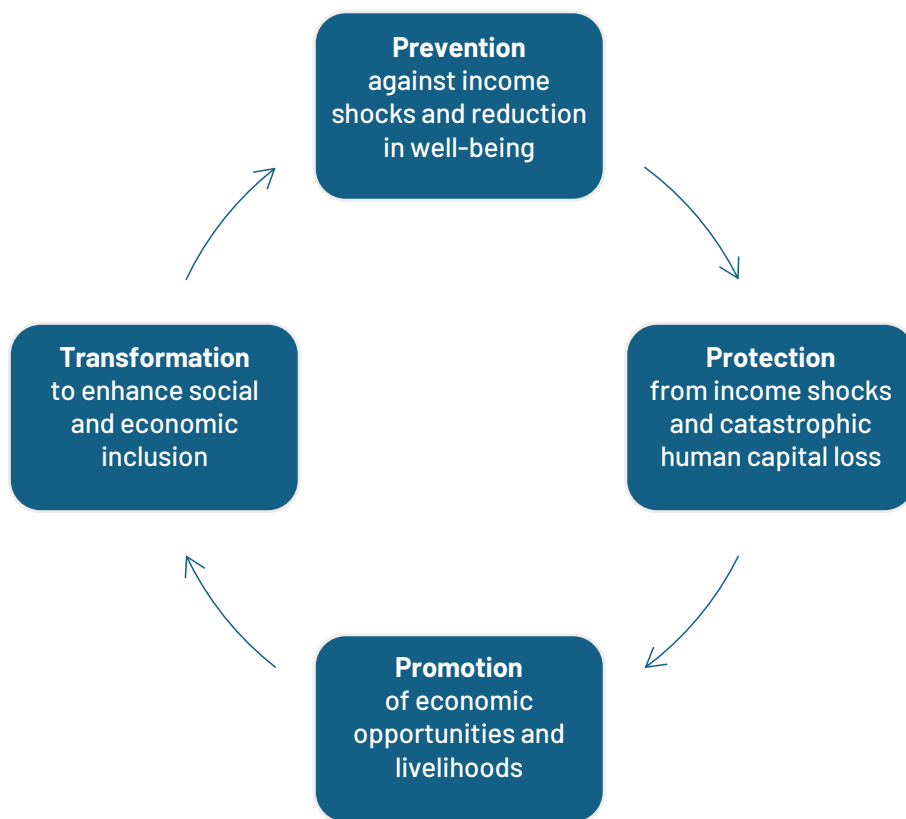 Prevention
against income
shocks and reduction
in well-being
Transformation
to enhance social
and economic
inclusion
Protection
from income shocks
and catastrophic
human capital loss
Promotion
of economic
opportunities and
livelihoods